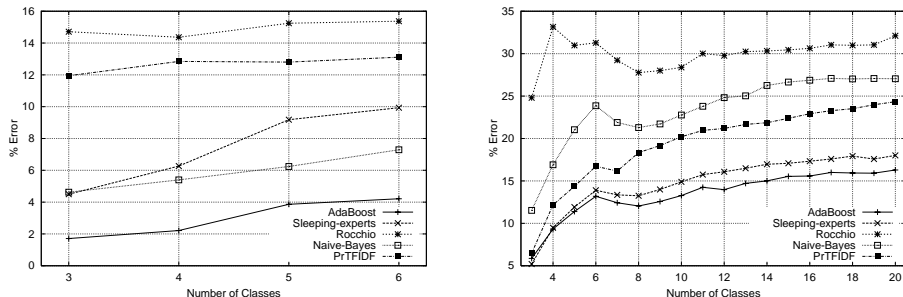 16
14
12
10
8
6
4
2
0
% Error
3
4
5
6
Number of Classes
AdaBoost
Sleeping-experts
Rocchio
Naive-Bayes
PrTFIDF
35
30
25
20
15
10
5
% Error
4
6
8
10
12
14
16
18
20
Number of Classes
AdaBoost
Sleeping-experts
Rocchio
Naive-Bayes
PrTFIDF